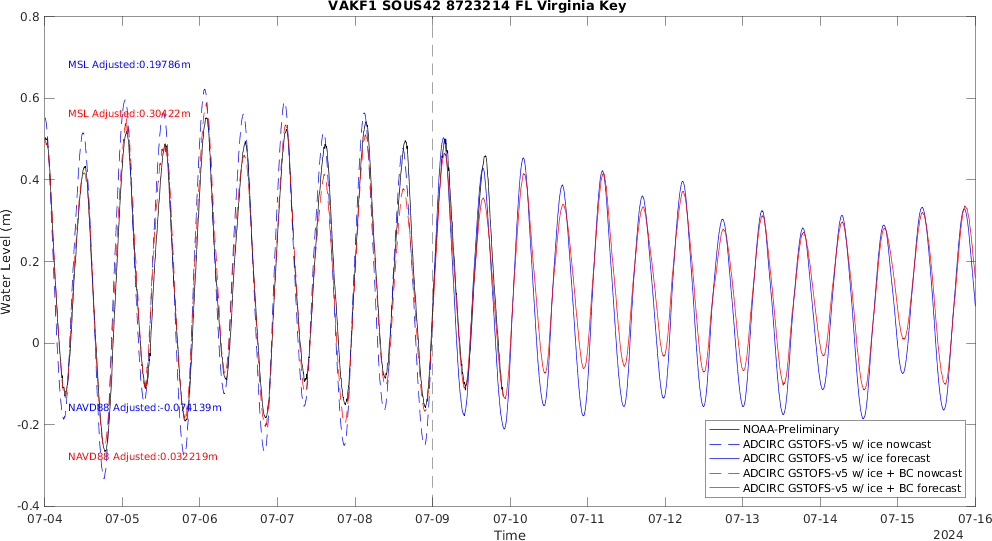 VAKF1 SOUS42 8723214 FL Virginia Key
0.8
0.6
0.4
0.2
0
-0.2
-0.4
Water Level (m)
MSL Adjusted:0.19786m
MSL Adjusted:0.30422m
NAVD88 Adjusted:-0.074139m
NAVD88 Adjusted:0.032219m
NOAA-Preliminary
ADCIRC GSTOFS-v5 w/ ice nowcast
ADCIRC GSTOFS-v5 w/ ice forecast
ADCIRC GSTOFS-v5 w/ ice + BC nowcast
ADCIRC GSTOFS-v5 w/ ice + BC forecast
07-04 07-05 07-06 07-07 07-08 07-09 07-10 07-11 07-12 07-13 07-14 07-15 07-16
Time
2024